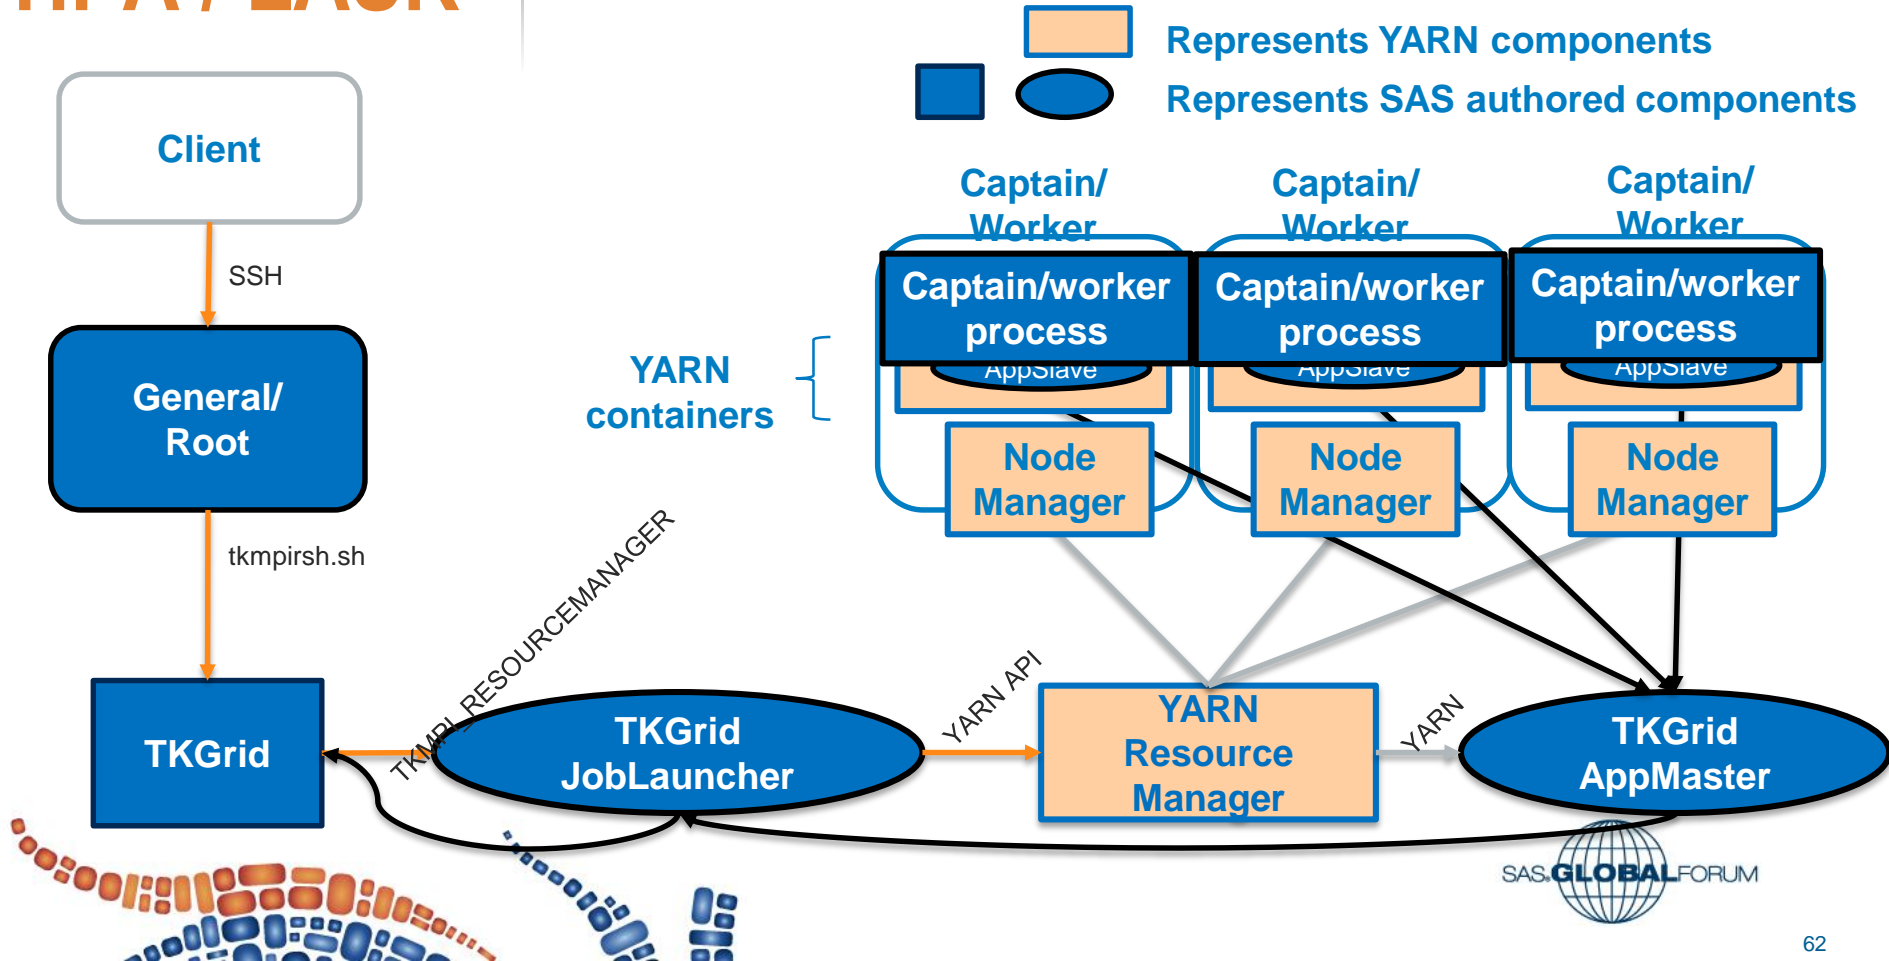 HPA / LASR
Represents YARN components
Represents SAS authored components
Client
SSH
General/
Root
tkmpirsh.sh
TKGrid
TKMPI_RESOURCEMANAGER
TKGrid
JobLauncher
YARN API
YARN
Resource
Manager
YARN
TKGrid
AppMaster
YARN
containers
Captain/
Worker
Captain/worker
process
AppSlave
Node
Manager
Captain/
Worker
Captain/worker
process
AppSlave
Node
Manager
Captain/
Worker
Captain/worker
process
AppSlave
Node
Manager
SAS GLOBALFORUM
62